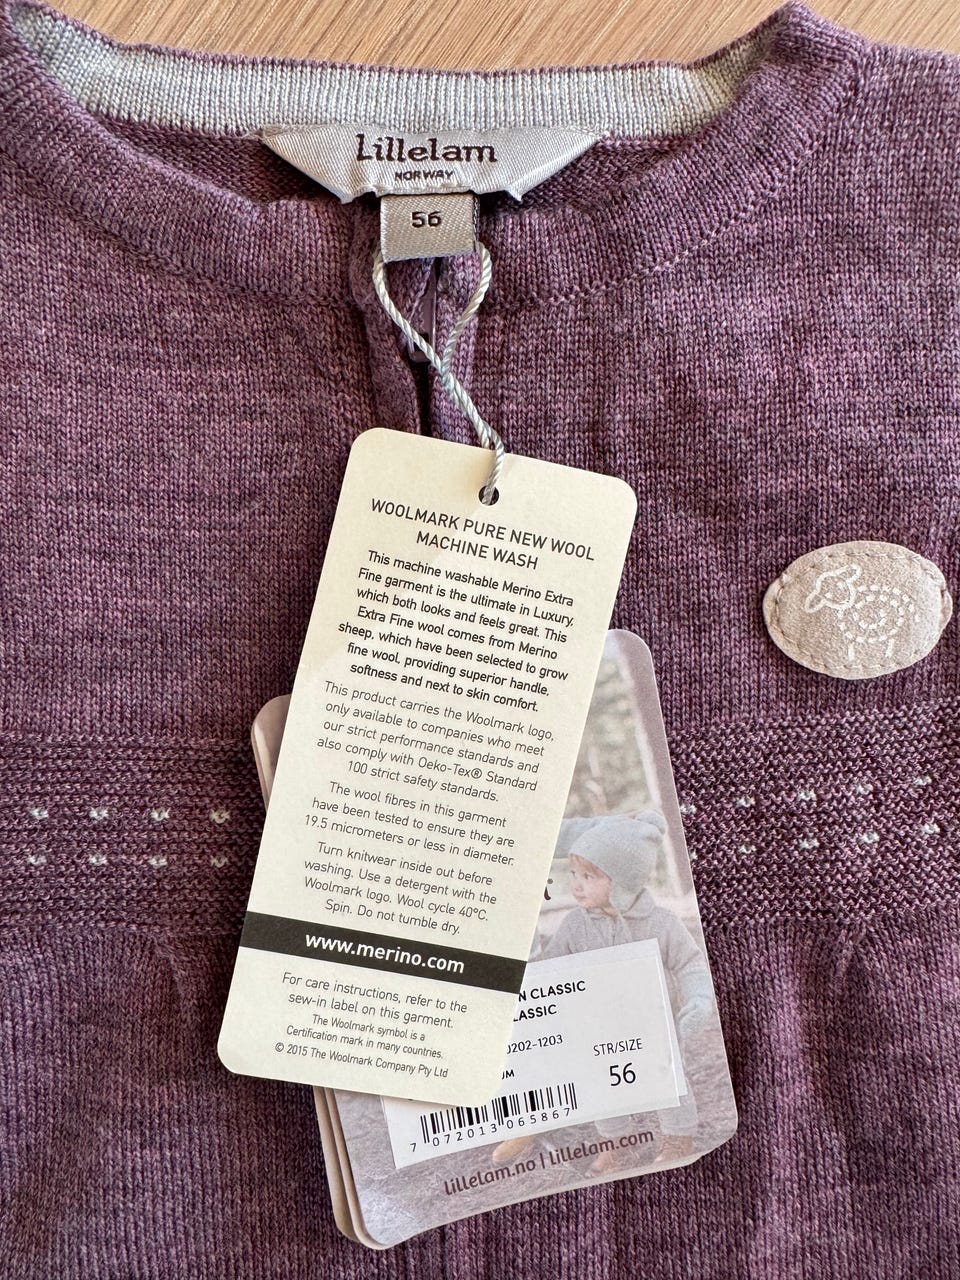 Lillelam
NORWAY
56
WOOLMARK PURE NEW WOOL
MACHINE WASH
This machine washable Merino Extra
Fine garment is the ultimate in Luxury,
which both looks and feels great. This
Extra Fine wool comes from Merino
sheep, which have been selected to grow
fine wool, providing superior handle,
softness and next to skin comfort.
This product carries the Woolmark logo,
only available to companies who meet
our strict performance standards and
also comply with Oeko-Tex® Standard
100 strict safety standards.
The wool fibres in this garment
have been tested to ensure they are
19.5 micrometers or less in diameter.
Turn knitwear inside out before
washing. Use a detergent with the
Woolmark logo. Wool cycle 40°C.
Spin. Do not tumble dry.
www.merino.com
For care instructions, refer to the
sew-in label on this garment.
The Woolmark symbol is a
Certification mark in many countries.
© 2015 The Woolmark Company Pty Ltd
N CLASSIC
LASSIC
0202-1203
UM
STR/SIZE
56
7 072013 065867
lillelam.no | lillelam.com